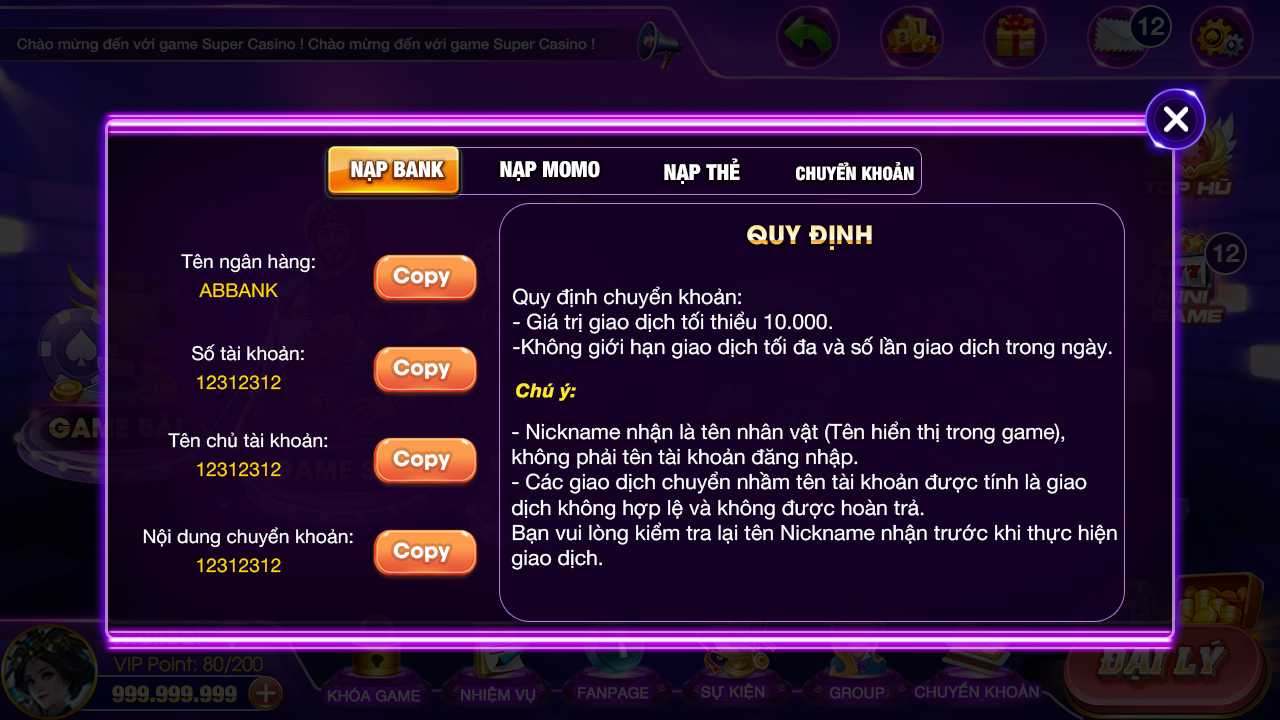 Chào mừng đến với game Super Casino ! Chào mừng đến với game Super Casino !
12
NẠP BANK
NẠP MOMO
NẠP THẺ
CHUYỂN KHOẢN
TOP HŨ
12
MINI
GAME
QUY ĐỊNH
Tên ngân hàng:
ABBANK
Copy
Số tài khoản:
12312312
Copy
Tên chủ tài khoản:
12312312
Copy
Nội dung chuyển khoản:
12312312
Copy
Quy định chuyển khoản:
- Giá trị giao dịch tối thiểu 10.000.
-Không giới hạn giao dịch tối đa và số lần giao dịch trong ngày.
Chú ý:
- Nickname nhận là tên nhân vật (Tên hiển thị trong game),
không phải tên tài khoản đăng nhập.
- Các giao dịch chuyển nhầm tên tài khoản được tính là giao
dịch không hợp lệ và không được hoàn trả.
Bạn vui lòng kiểm tra lại tên Nickname nhận trước khi thực hiện
giao dịch.
GAME BÀI
GAME
VIP Point: 80/200
999.999.999
KHÓA GAME
NHIỆM VỤ
FANPAGE
SỰ KIỆN
GROUP
CHUYỂN KHOẢN
ĐẠI LÝ